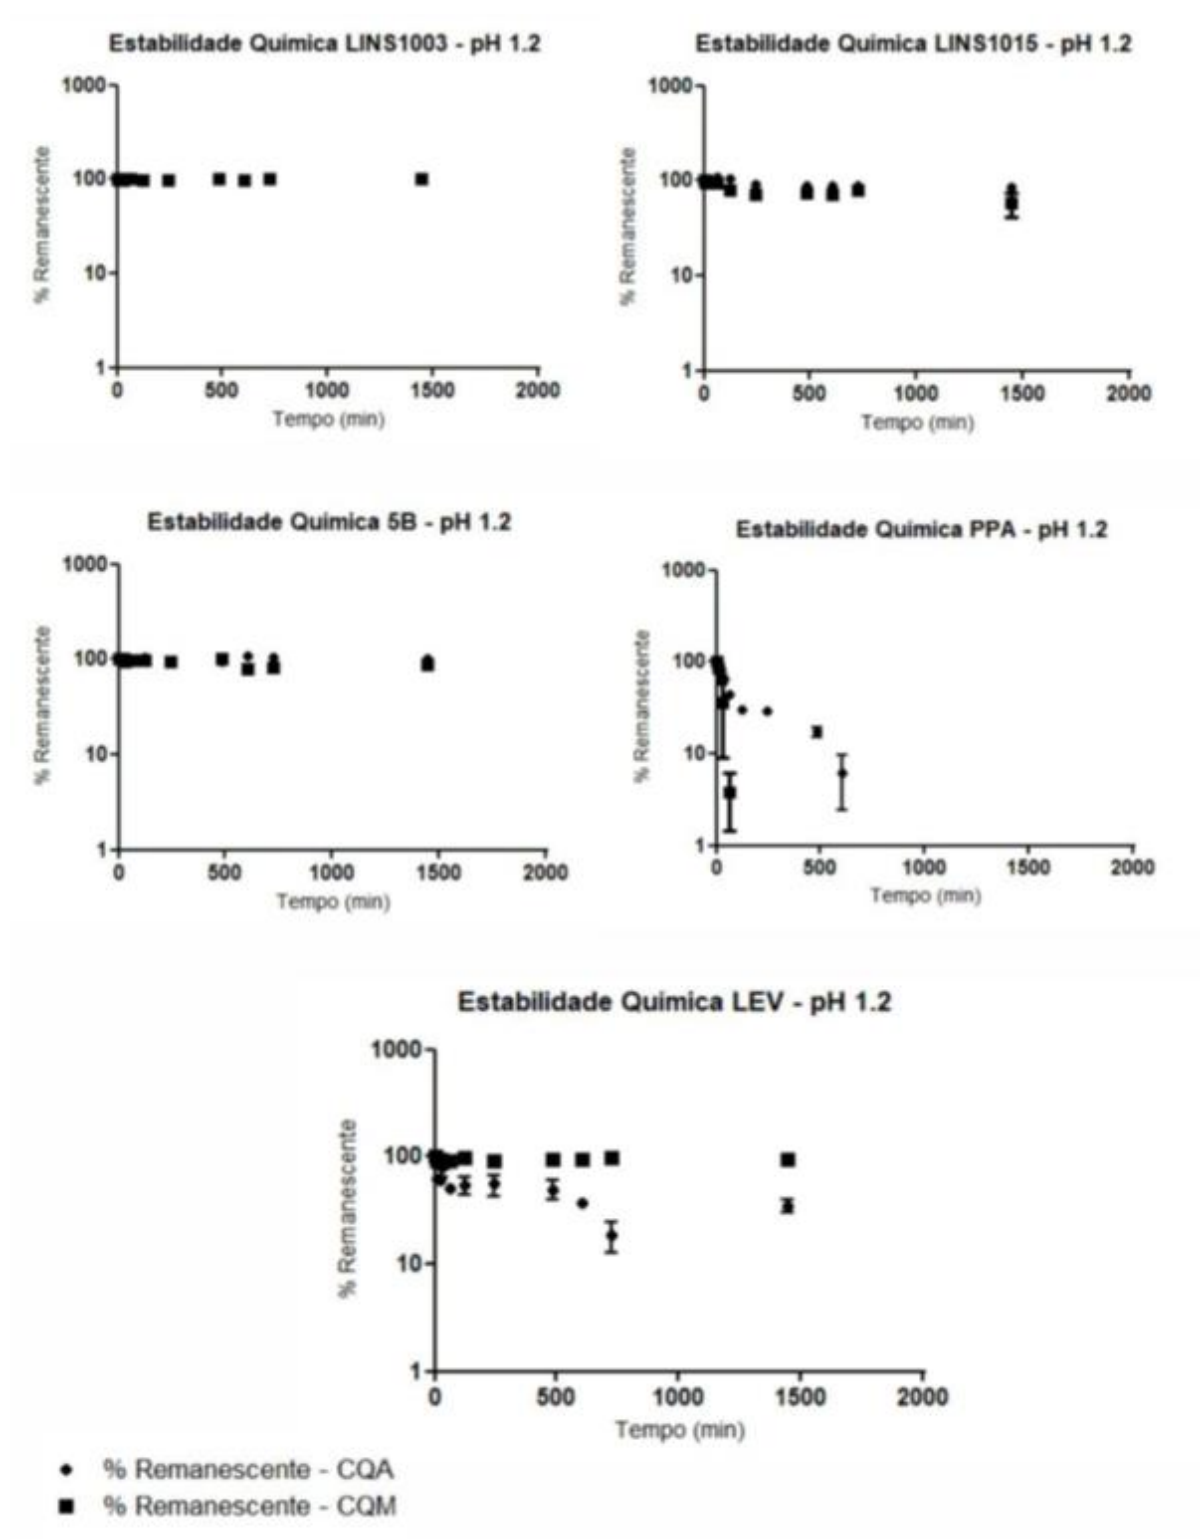 Estabilidade Quimica LINS1003 - pH 1.2
1000
100
10
1
% Remanescente
0 500 1000 1500 2000
Tempo (min)
Estabilidade Quimica LINS1015 - pH 1.2
1000
100
10
1
% Remanescente
0 500 1000 1500 2000
Tempo (min)
Estabilidade Quimica 5B - pH 1.2
1000
100
10
1
% Remanescente
0 500 1000 1500 2000
Tempo (min)
Estabilidade Quimica PPA - pH 1.2
1000
100
10
1
% Remanescente
0 500 1000 1500 2000
Tempo (min)
Estabilidade Quimica LEV - pH 1.2
1000
100
10
1
% Remanescente
0 500 1000 1500 2000
Tempo (min)
% Remanescente - CQA
% Remanescente - CQM